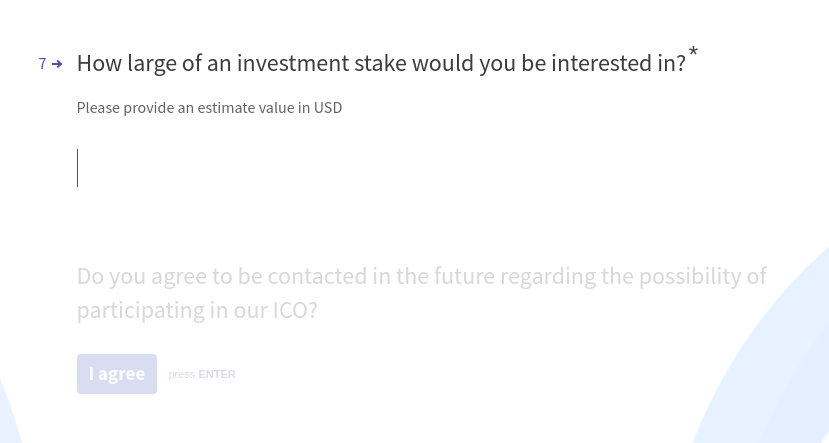 7 → How large of an investment stake would you be interested in?*
Please provide an estimate value in USD
Do you agree to be contacted in the future regarding the possibility of
participating in our ICO?
I agree press ENTER